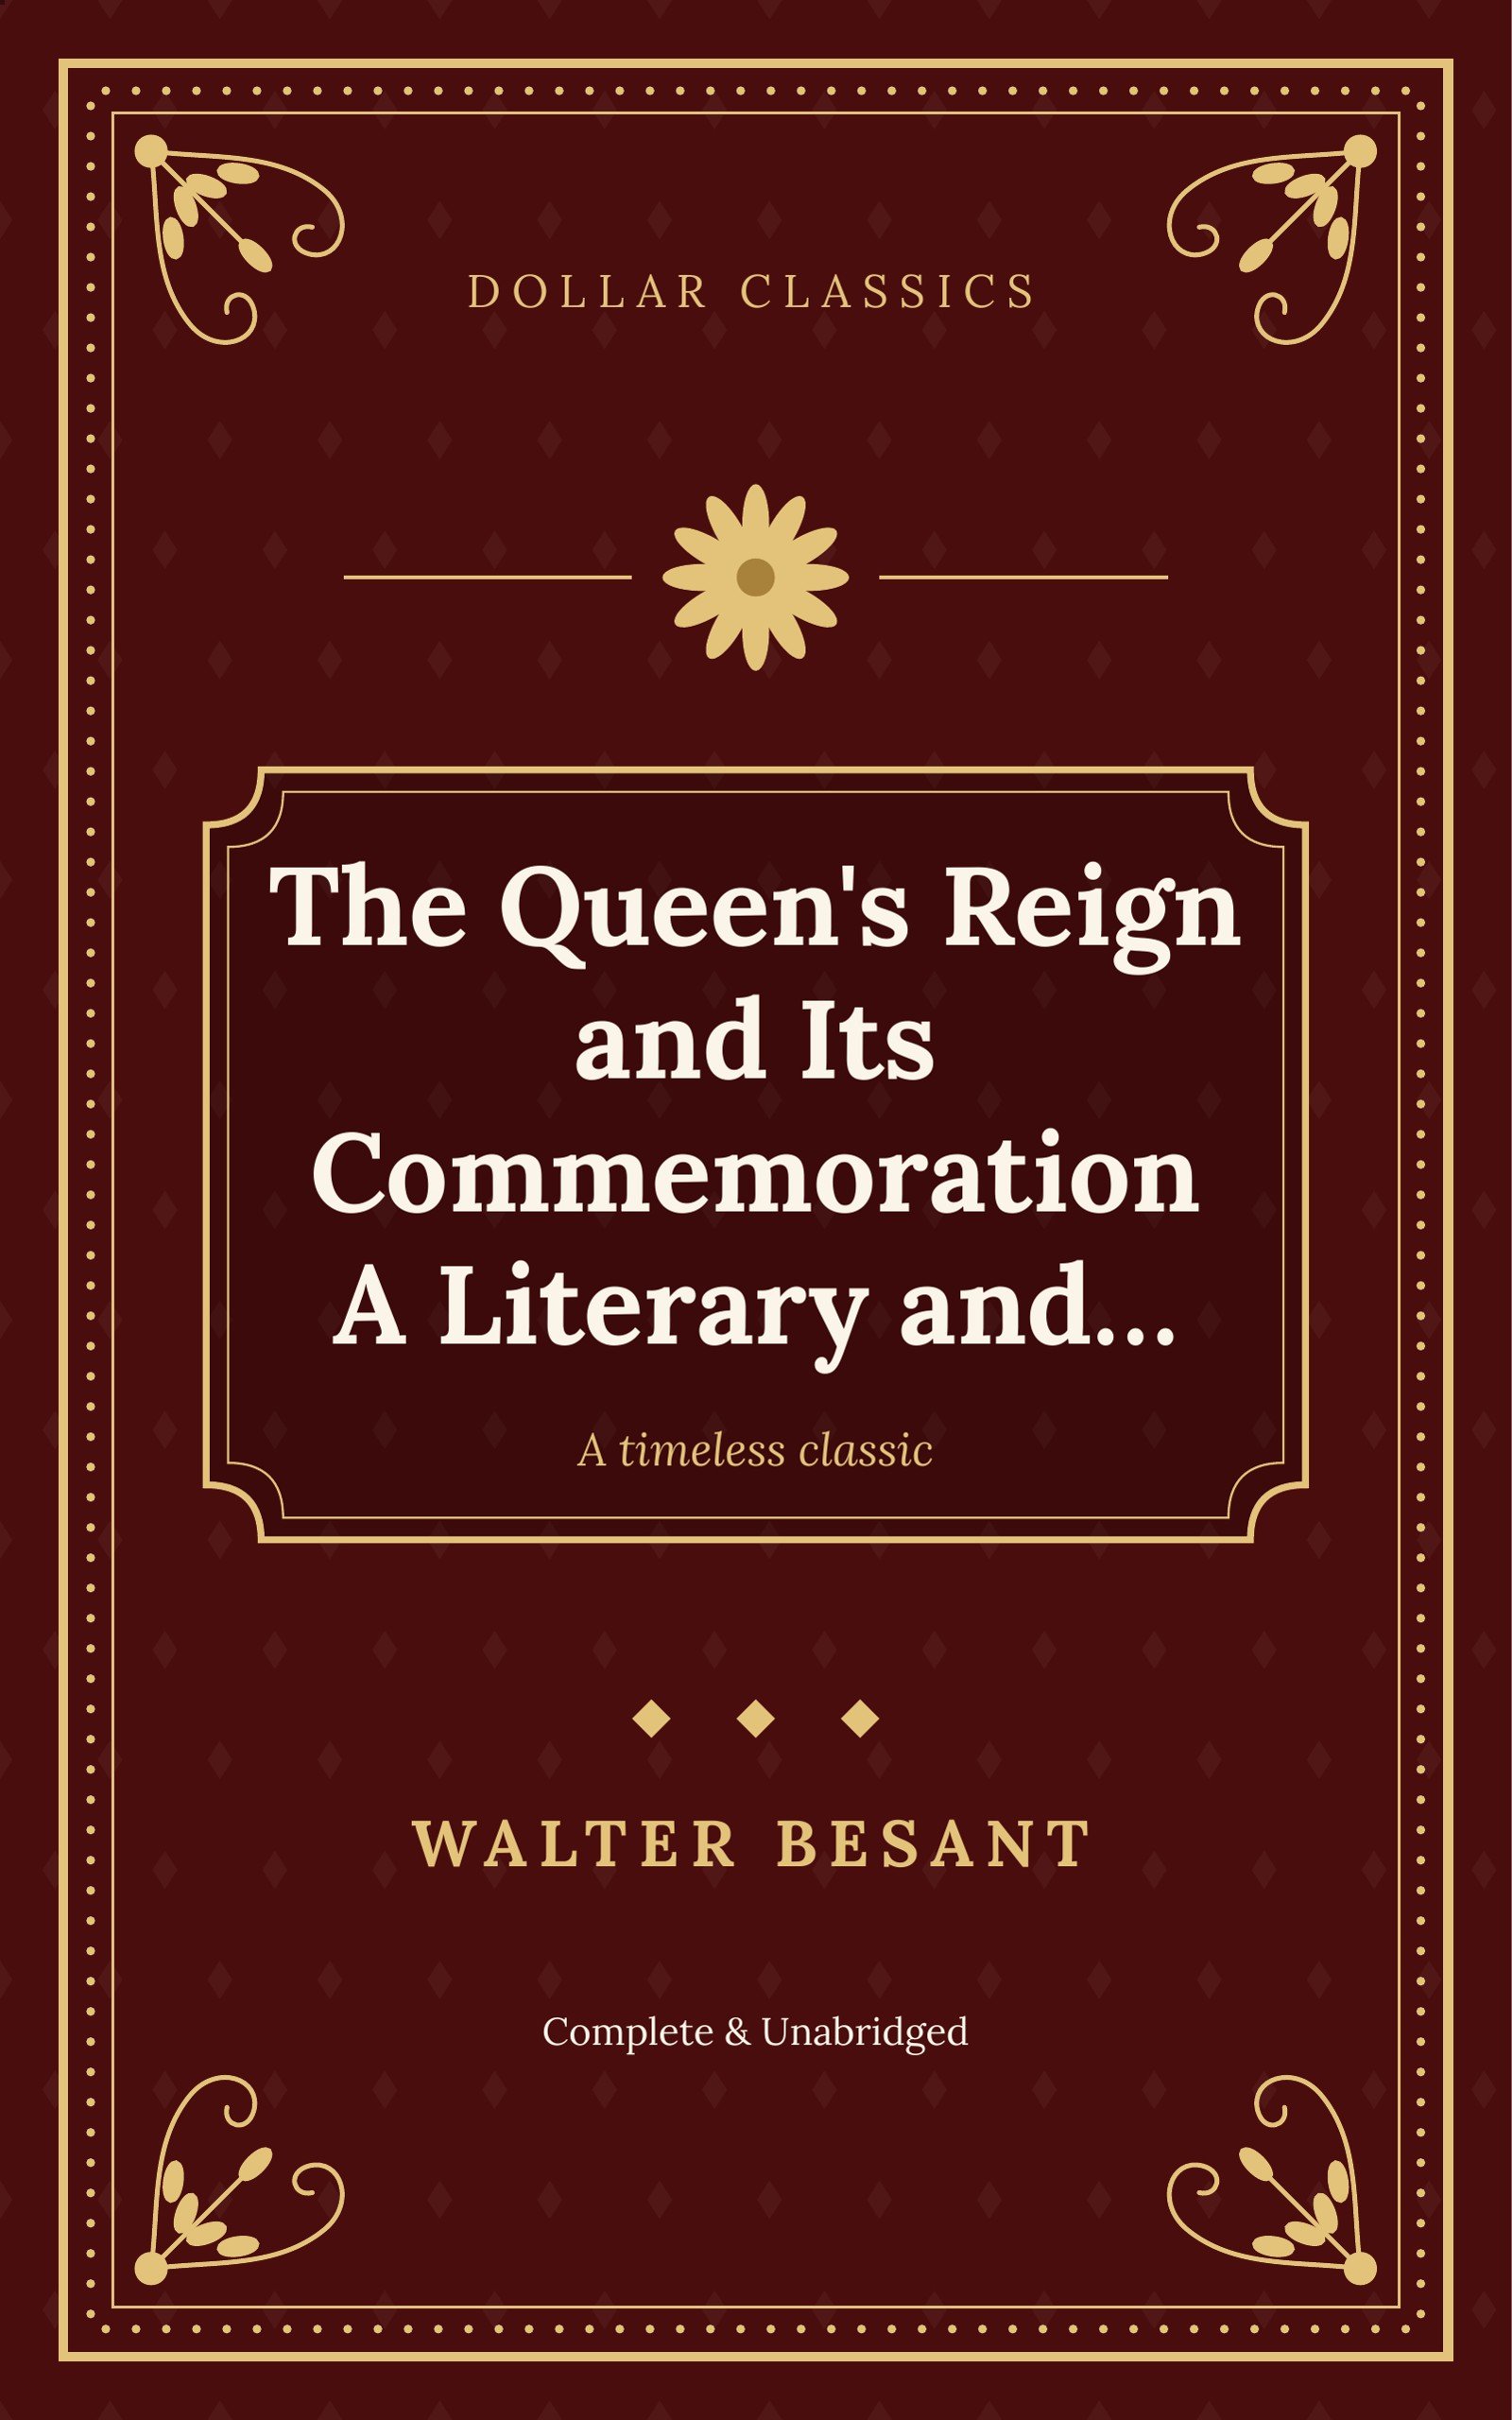 DOLLAR CLASSICS
The Queen's Reign
and Its
Commemoration
A Literary and...
A timeless classic
WALTER BESANT
Complete & Unabridged